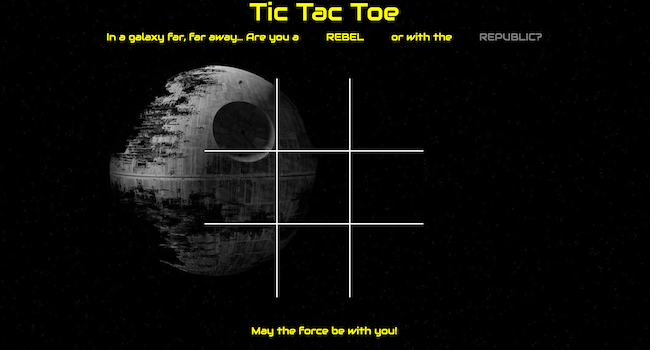 Tic Tac Toe
In a galaxy far, far away... Are you a REBEL or with the REPUBLIC?
May the force be with you!